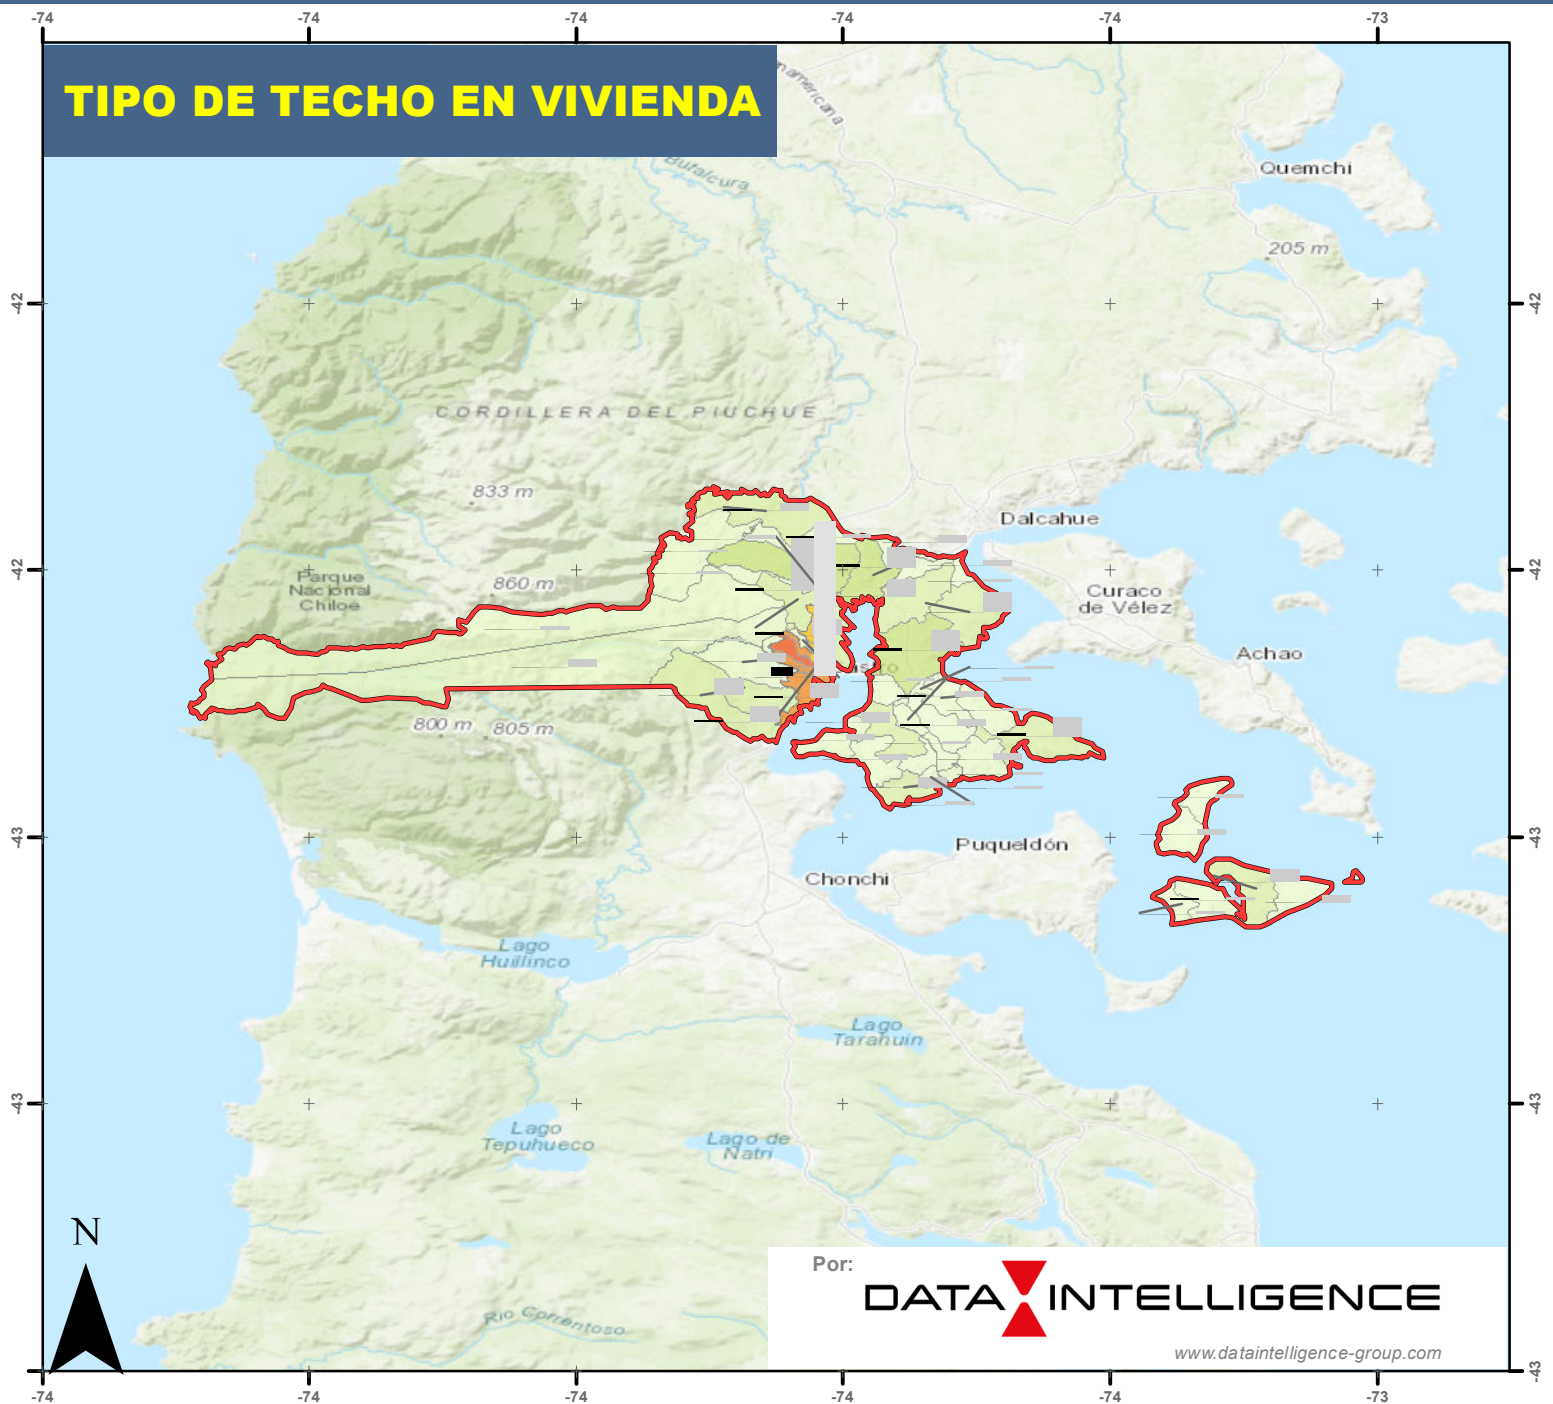 -74
-74
-74
-74
-73
TIPO DE TECHO EN VIVIENDA
Butalcura
Quemchi
205 m
42
42
CORDILLERA DEL PIUCHUE
833 m
Dalcahue
42
42
Parque
Nacional
Chiloe
860 m
Curaco
de Vélez
Achao
800 m
805 m
43
43
Puqueldón
Chonchi
Lago
Huillinco
Lago
Tarahuin
43
43
Lago
Tepuhueco
Lago de
Natri
N
Rio Correntoso
Por:
DATA INTELLIGENCE
www.dataintelligence-group.com
-43
-74
-74
-74
-74
-73